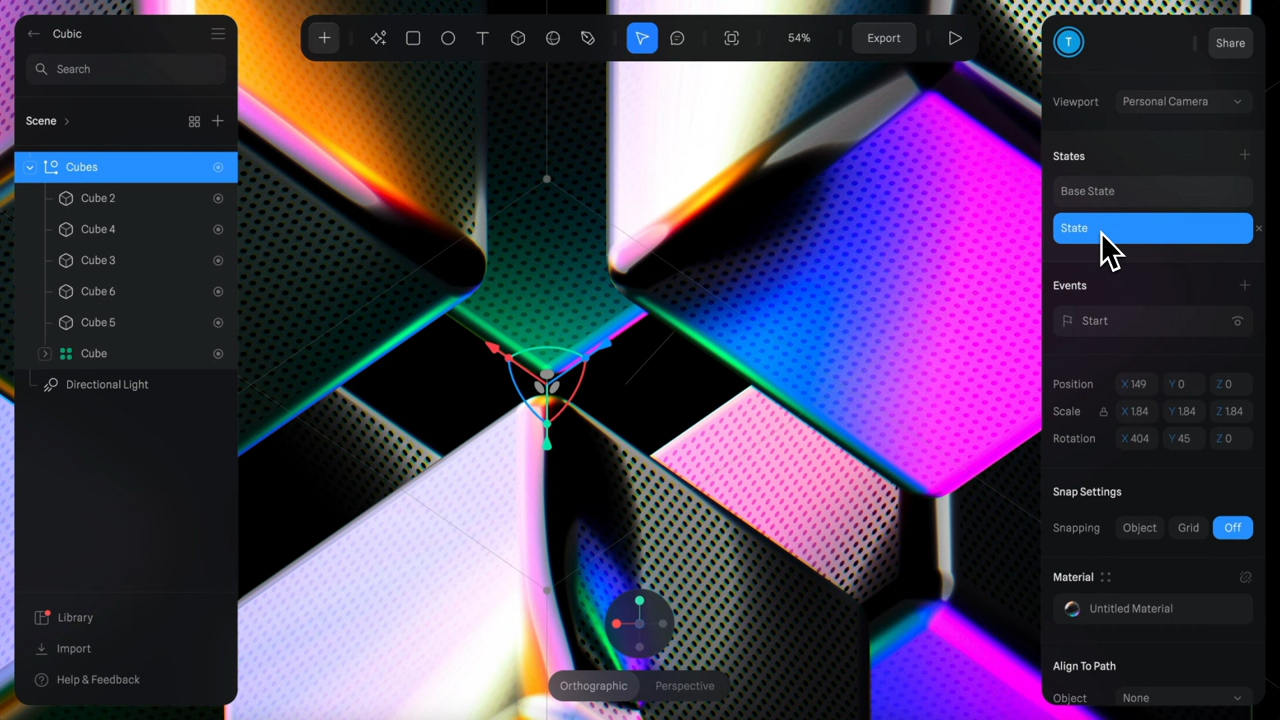 Cubic
Search
Scene
Cubes
Cube 2
Cube 4
Cube 3
Cube 6
Cube 5
Cube
Directional Light
Library
Import
Help & Feedback
54%
Export
Orthographic
Perspective
T
Share
Viewport Personal Camera
States
Base State
State
Events
Start
Position X 149 Y 0 Z 0
Scale X 1.84 Y 1.84 Z 1.84
Rotation X 404 Y 45 Z 0
Snap Settings
Snapping Object Grid Off
Material
Untitled Material
Align To Path
Object None